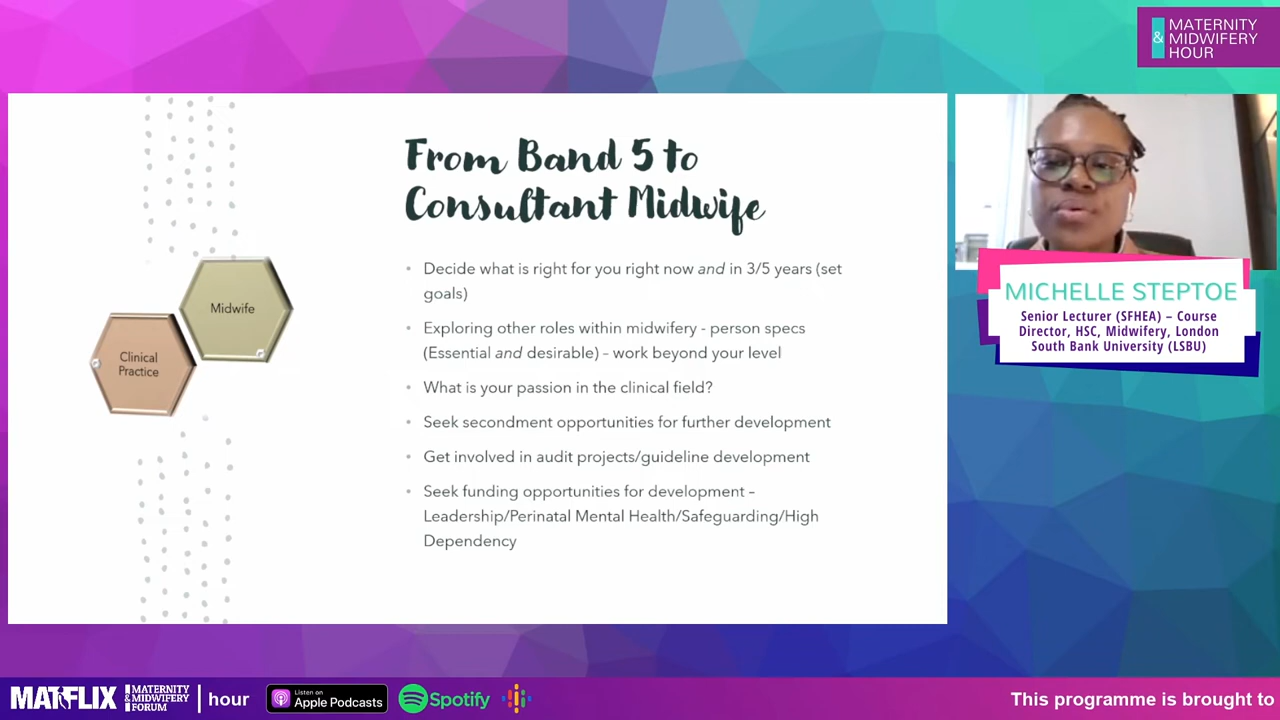 MATERNITY
& MIDWIFERY
HOUR
From Band 5 to
Consultant Midwife
Midwife
Clinical
Practice
• Decide what is right for you right now and in 3/5 years (set
goals)
• Exploring other roles within midwifery - person specs
(Essential and desirable) – work beyond your level
• What is your passion in the clinical field?
• Seek secondment opportunities for further development
• Get involved in audit projects/guideline development
• Seek funding opportunities for development –
Leadership/Perinatal Mental Health/Safeguarding/High
Dependency
MICHELLE STEPTOE
Senior Lecturer (SFHEA) – Course
Director, HSC, Midwifery, London
South Bank University (LSBU)
MATFLIX
MATERNITY
& MIDWIFERY
FORUM
hour
Listen on
Apple Podcasts
Spotify
This programme is brought to